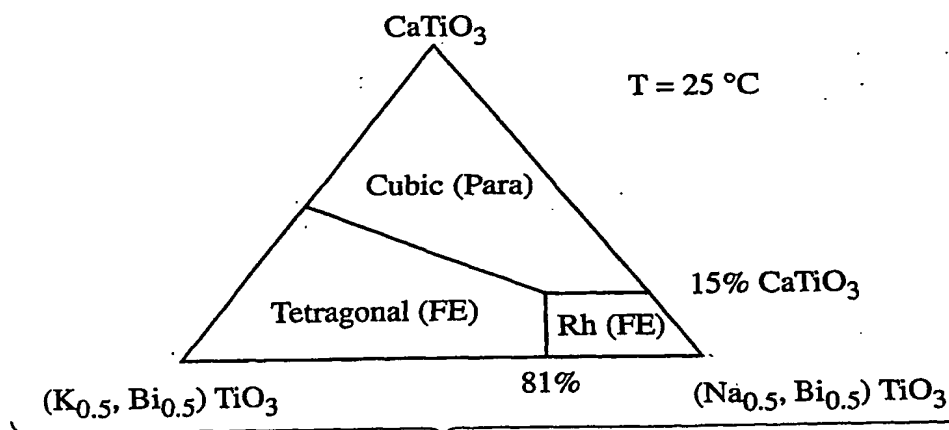 CaTiO3
T = 25 °C
Cubic (Para)
15% CaTiO3
Tetragonal (FE)
Rh (FE)
81%
(K0.5, Bi0.5) TiO3
(Na0.5, Bi0.5) TiO3